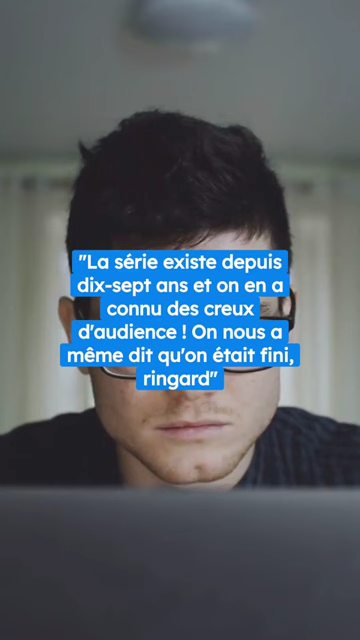 "La série existe depuis
dix-sept ans et on en a
connu des creux
d'audience ! On nous a
même dit qu'on était fini,
ringard"